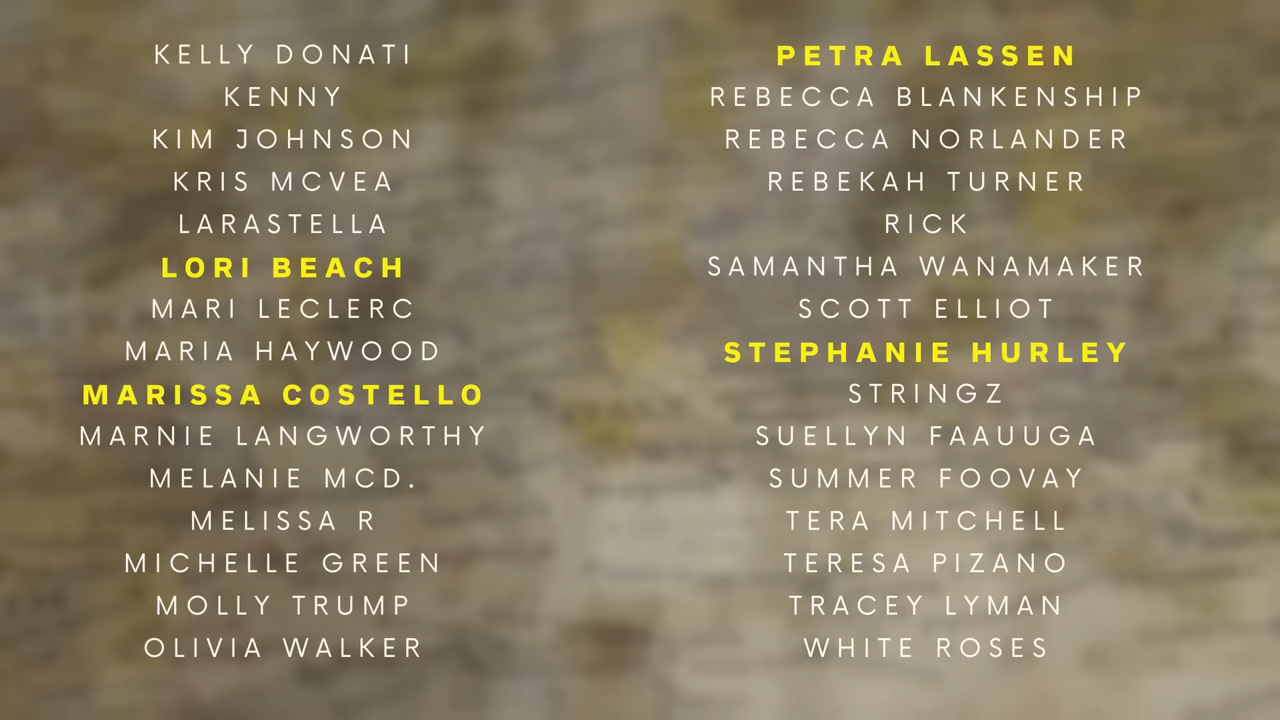 KELLY DONATI
KENNY
KIM JOHNSON
KRIS MCVEA
LARASTELLA
LORI BEACH
MARI LECLERC
MARIA HAYWOOD
MARISSA COSTELLO
MARNIE LANGWORTHY
MELANIE MCD.
MELISSA R
MICHELLE GREEN
MOLLY TRUMP
OLIVIA WALKER
PETRA LASSEN
REBECCA BLANKENSHIP
REBECCA NORLANDER
REBEKAH TURNER
RICK
SAMANTHA WANAMAKER
SCOTT ELLIOT
STEPHANIE HURLEY
STRINGZ
SUELLYN FAAUUGA
SUMMER FOOVAY
TERA MITCHELL
TERESA PIZANO
TRACEY LYMAN
WHITE ROSES